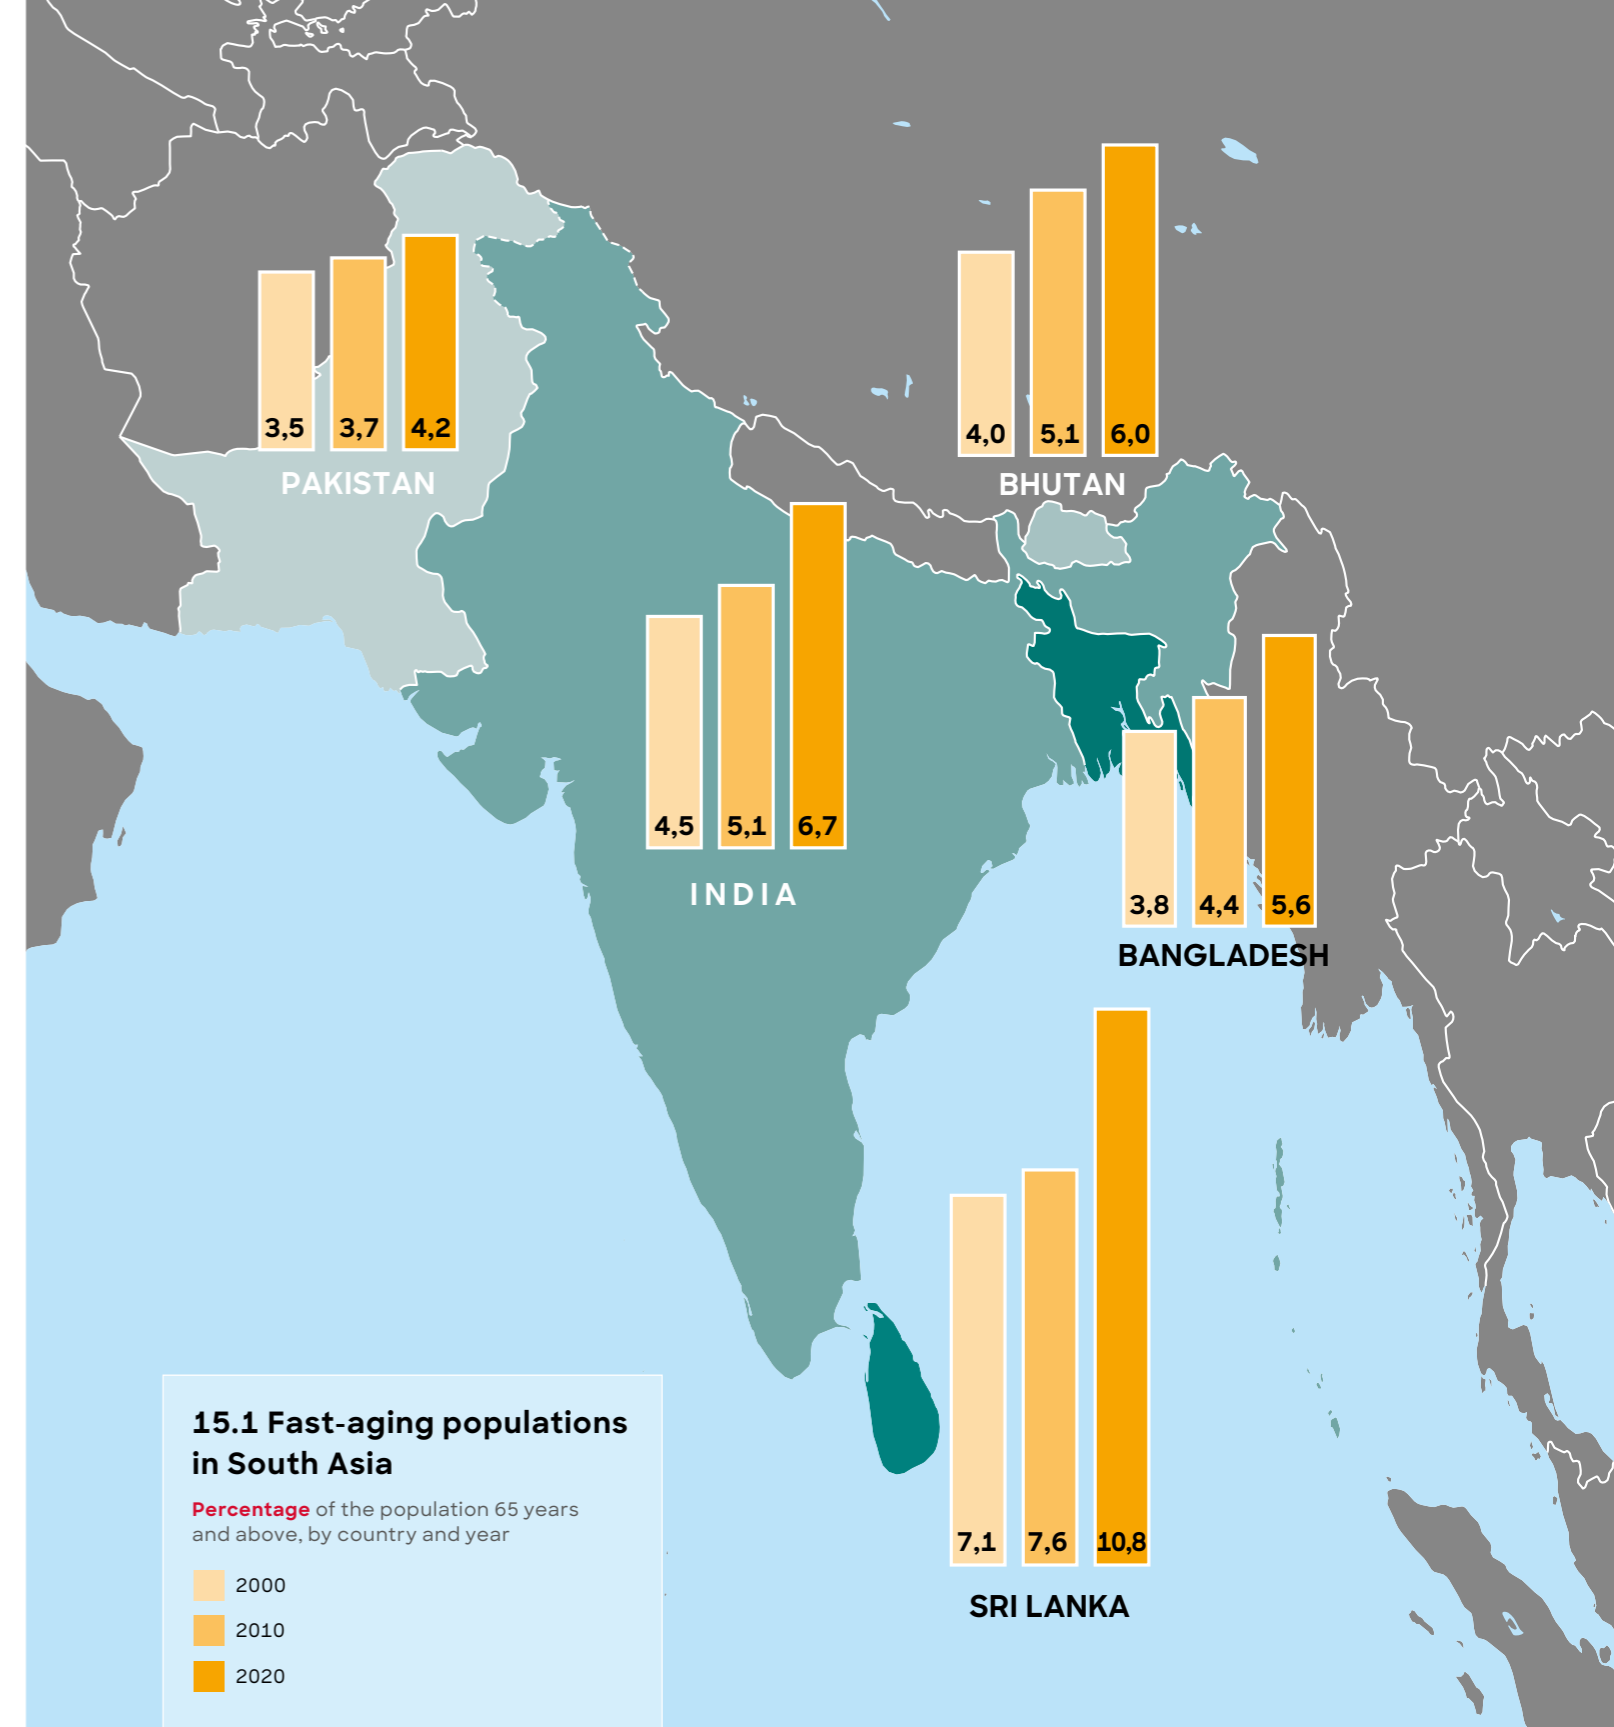 3,5 3,7 4,2
PAKISTAN
4,0 5,1 6,0
BHUTAN
4,5 5,1 6,7
INDIA
3,8 4,4 5,6
BANGLADESH
7,1 7,6 10,8
SRI LANKA
15.1 Fast-aging populations
in South Asia
Percentage of the population 65 years
and above, by country and year
2000
2010
2020